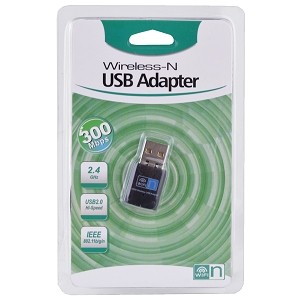 Wireless-N
USB Adapter
300
Mbps
2.4
GHz
USB2.0
Hi-Speed
IEEE
802.11b/g/n
WiFi
n